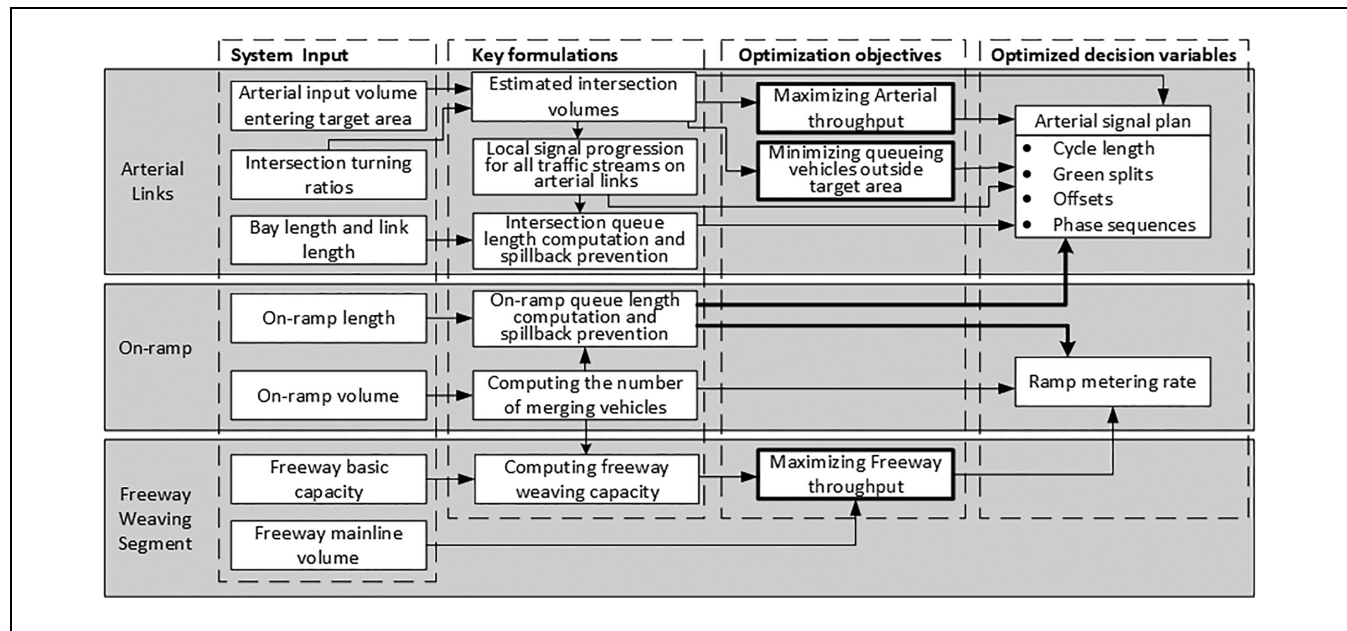 System Input
Key formulations
Optimization objectives
Optimized decision variables
Arterial
Links
Arterial input volume
entering target area
Intersection turning
ratios
Bay length and link
length
Estimated intersection
volumes
Local signal progression
for all traffic streams on
arterial links
Intersection queue
length computation and
spillback prevention
Maximizing Arterial
throughput
Minimizing queueing
vehicles outside
target area
Arterial signal plan
• Cycle length
• Green splits
• Offsets
• Phase sequences
On-ramp
On-ramp length
On-ramp volume
On-ramp queue length
computation and
spillback prevention
Computing the number
of merging vehicles
Ramp metering rate
Freeway
Weaving
Segment
Freeway basic
capacity
Freeway mainline
volume
Computing freeway
weaving capacity
Maximizing Freeway
throughput